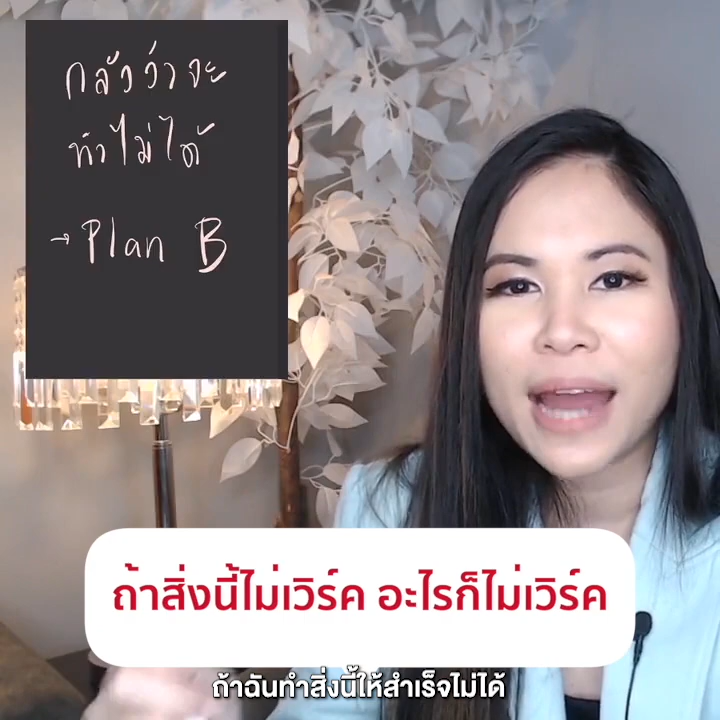 กลัวว่าจะ
ทำไม่ได้
→ Plan B
ถ้าสิ่งนี้ไม่เวิร์ค อะไรก็ไม่เวิร์ค
ถ้าฉันทำสิ่งนี้ให้สำเร็จไม่ได้